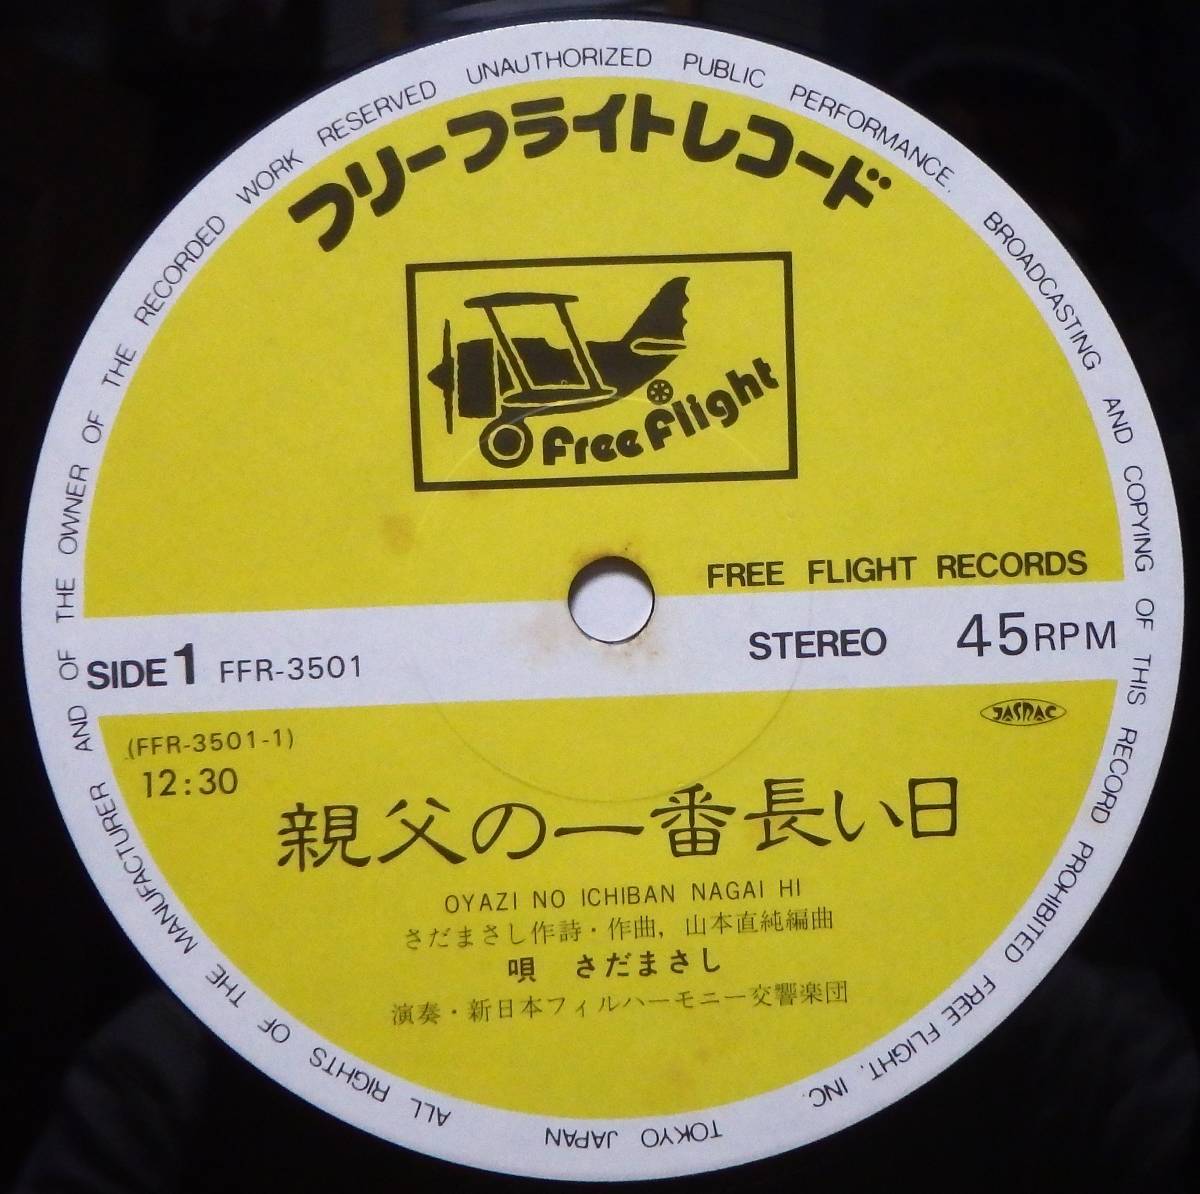 ALL RIGHTS OF THE MANUFACTURER AND OF THE OWNER OF THE RECORDED WORK RESERVED UNAUTHORIZED PUBLIC PERFORMANCE. BROADCASTING AND COPYING OF THIS RECORD PROHIBITED FREE FLIGHT, INC. TOKYO JAPAN
フリーフライトレコード
free flight
FREE FLIGHT RECORDS
SIDE 1 FFR-3501
STEREO 45RPM
JASRAC
(FFR-3501-1)
12:30
親父の一番長い日
OYAZI NO ICHIBAN NAGAI HI
さだまさし作詩・作曲, 山本直純編曲
唄 さだまさし
演奏・新日本フィルハーモニー交響楽団